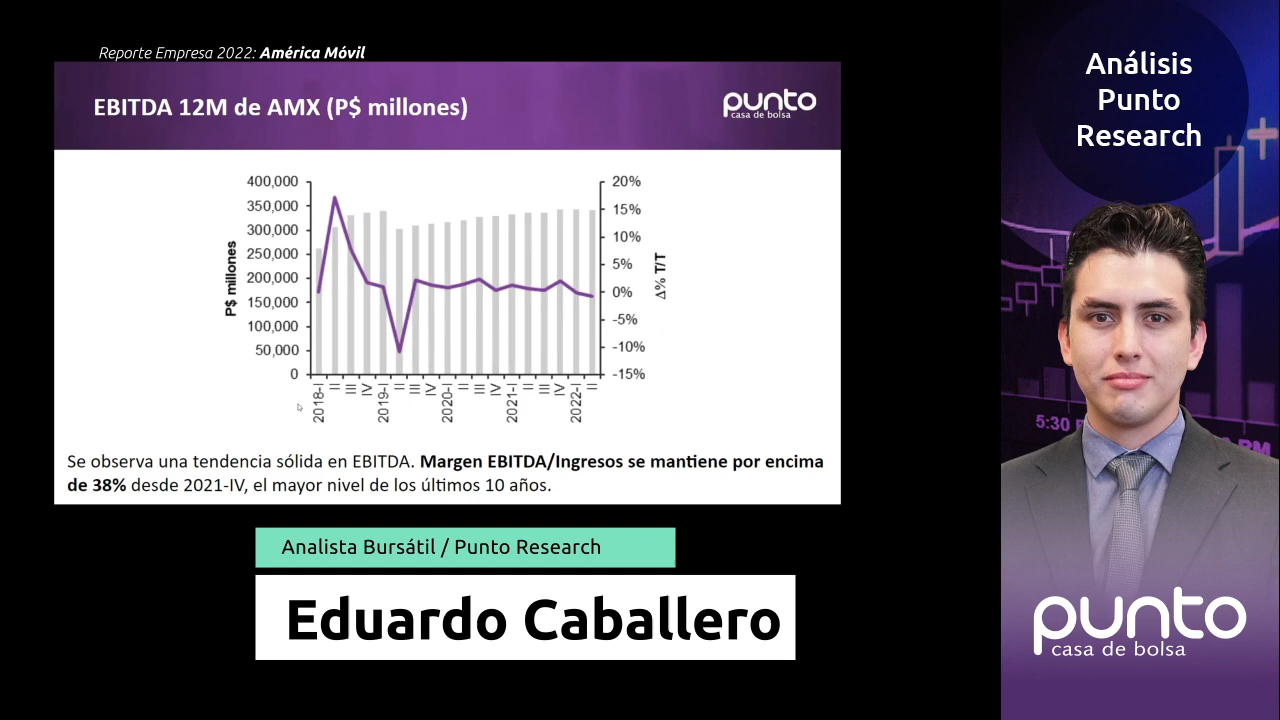 Reporte Empresa 2022: América Móvil
EBITDA 12M de AMX (P$ millones)
punto
casa de bolsa
400,000
350,000
300,000
250,000
200,000
150,000
100,000
50,000
0
P$ millones
20%
15%
10%
5%
0%
-5%
-10%
-15%
Δ% T/T
2018-I
II
III
IV
2019-I
II
III
IV
2020-I
II
III
IV
2021-I
II
III
IV
2022-I
II
Se observa una tendencia sólida en EBITDA. Margen EBITDA/Ingresos se mantiene por encima
de 38% desde 2021-IV, el mayor nivel de los últimos 10 años.
Analista Bursátil / Punto Research
Eduardo Caballero
Análisis
Punto
Research
5:30
PM
punto
casa de bolsa